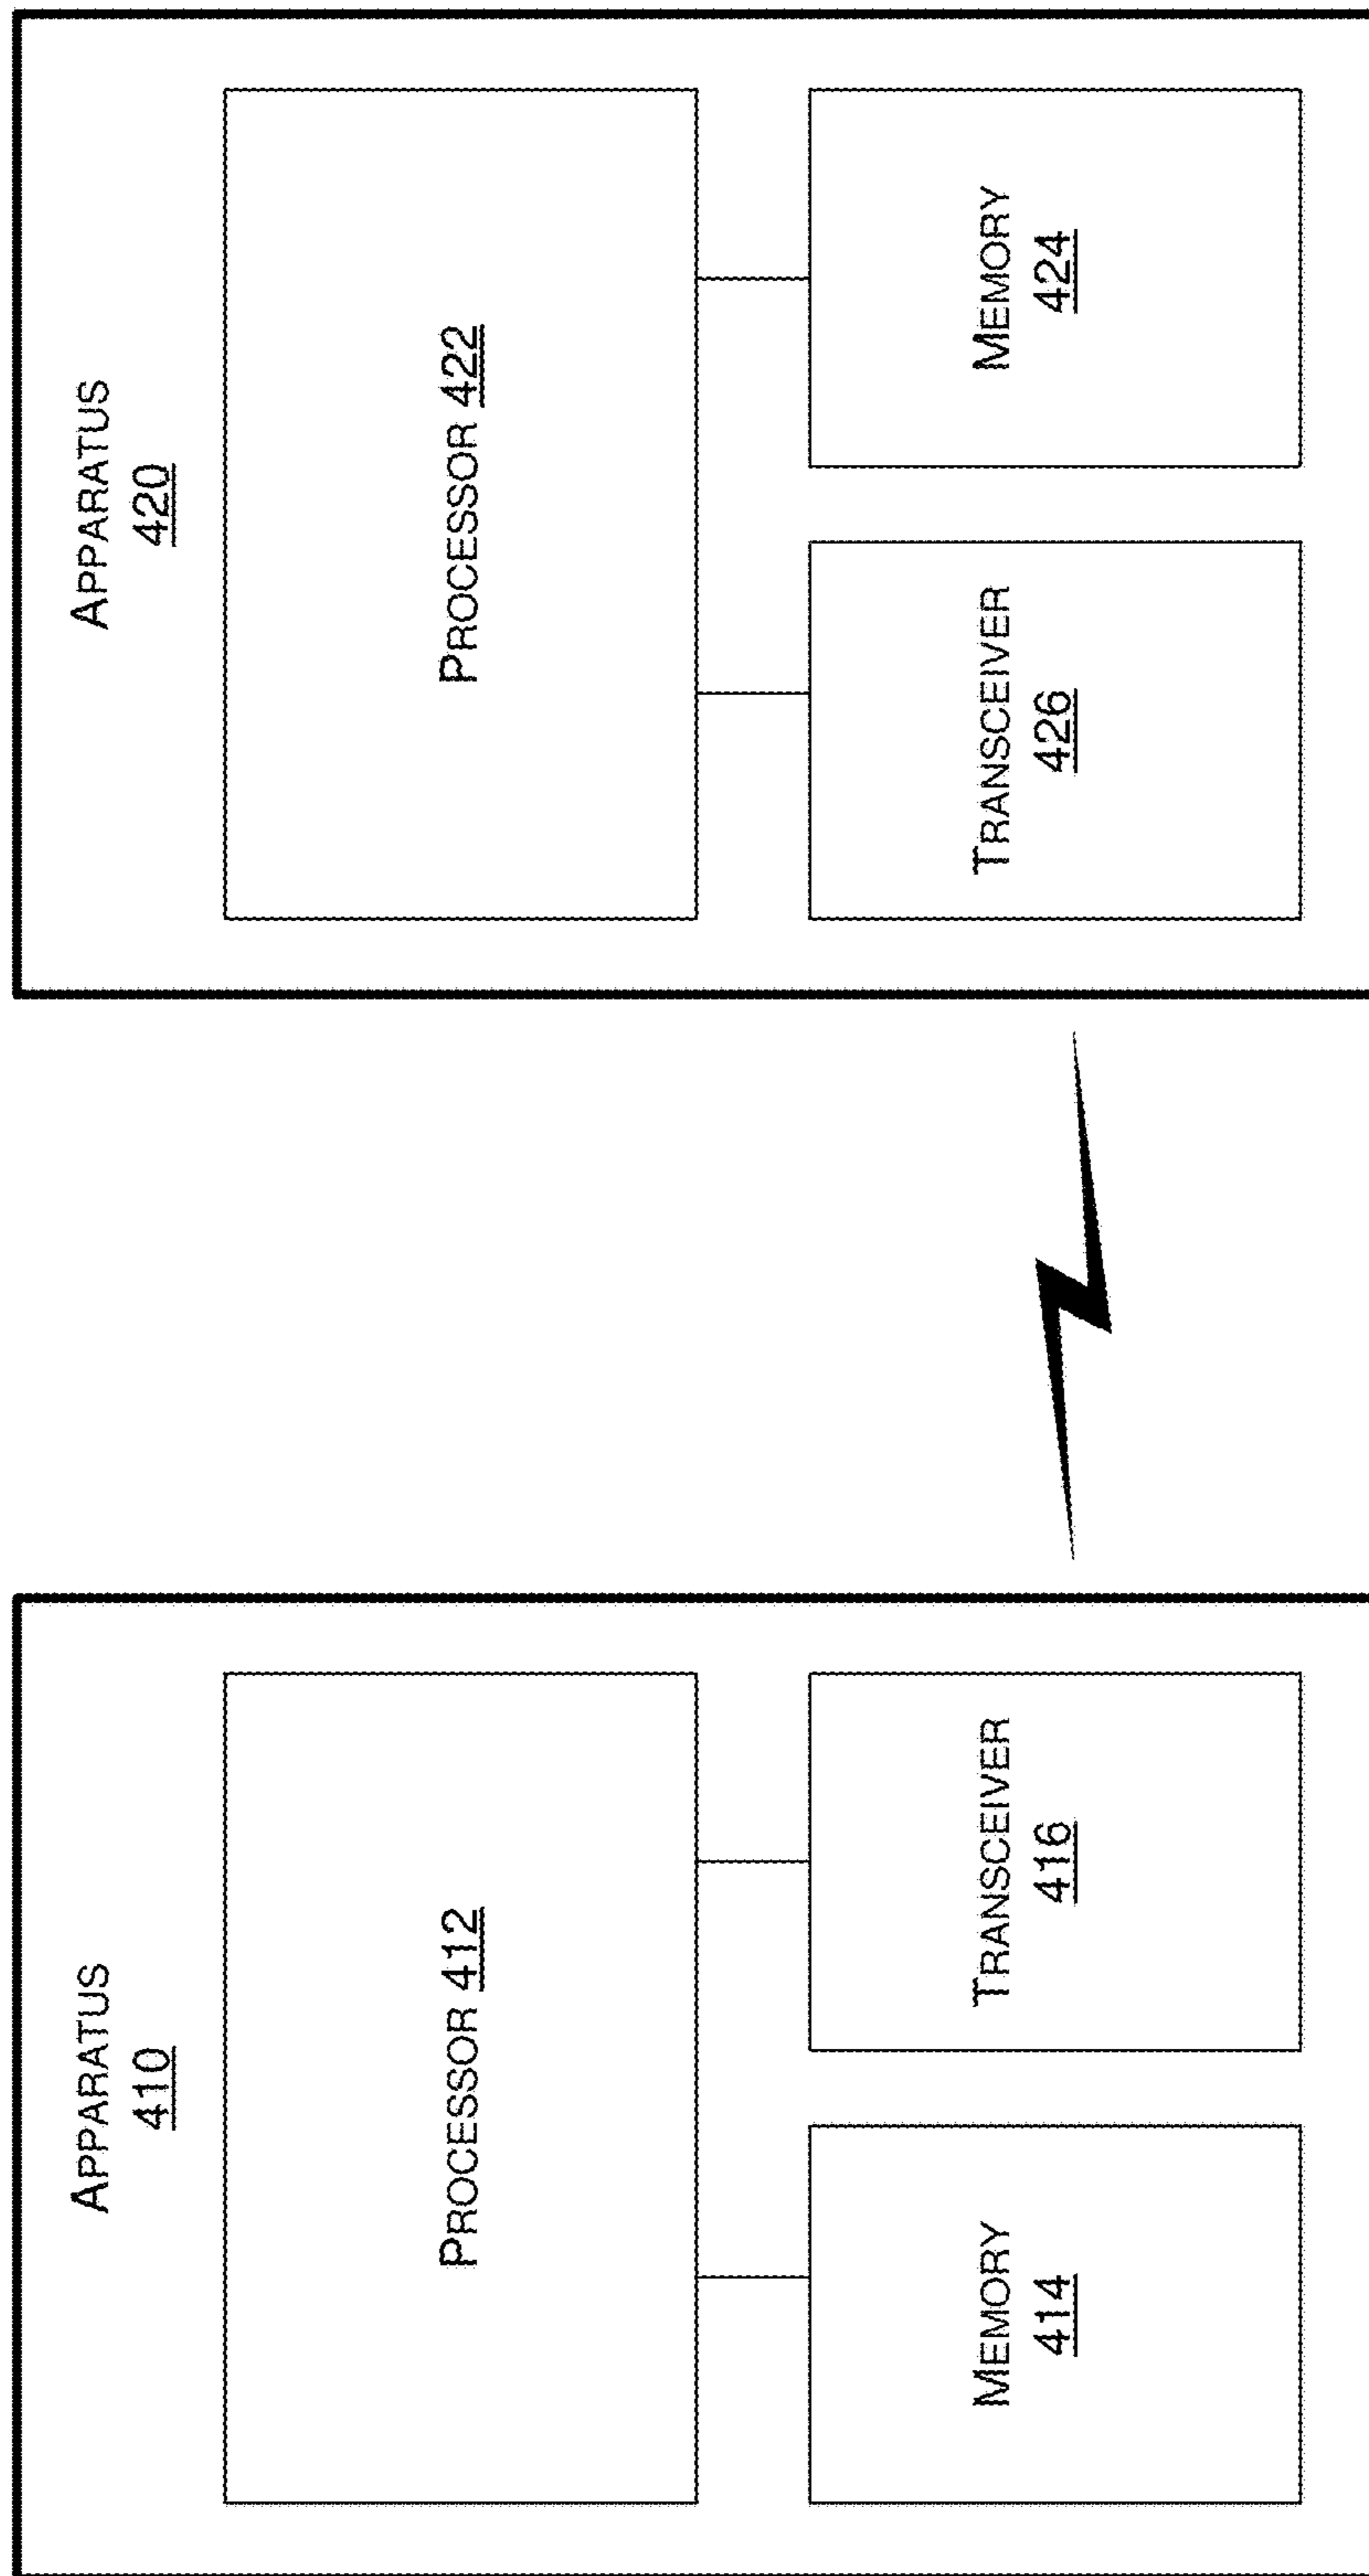 APPARATUS
410
PROCESSOR 412
MEMORY
414
TRANSCEIVER
416
APPARATUS
420
PROCESSOR 422
TRANSCEIVER
426
MEMORY
424